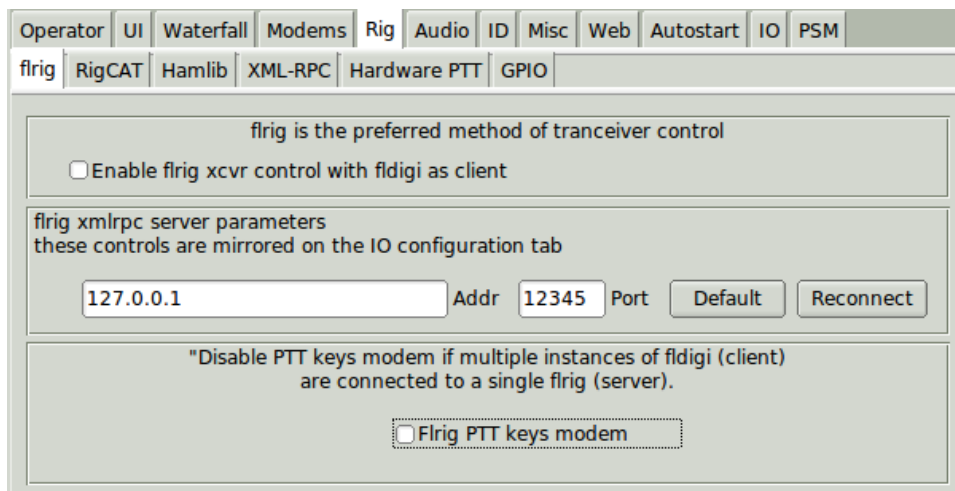 Operator UI Waterfall Modems Rig Audio ID Misc Web Autostart IO PSM
flrig RigCAT Hamlib XML-RPC Hardware PTT GPIO
flrig is the preferred method of tranceiver control
Enable flrig xcvr control with fldigi as client
flrig xmlrpc server parameters
these controls are mirrored on the IO configuration tab
127.0.0.1 Addr 12345 Port Default Reconnect
"Disable PTT keys modem if multiple instances of fldigi (client)
are connected to a single flrig (server).
Flrig PTT keys modem